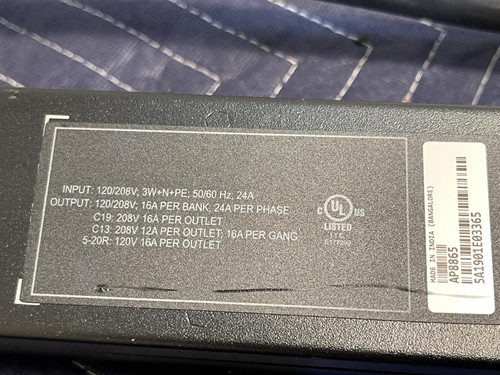 INPUT: 120/208V; 3W+N+PE; 50/60 Hz; 24A
OUTPUT: 120/208V; 16A PER BANK, 24A PER PHASE
C19: 208V 16A PER OUTLET
C13: 208V 12A PER OUTLET; 16A PER GANG
5-20R: 120V 16A PER OUTLET
C UL US
LISTED
I.T.E.
MADE IN INDIA (BANGALORE)
AP8865
5A1901E03365